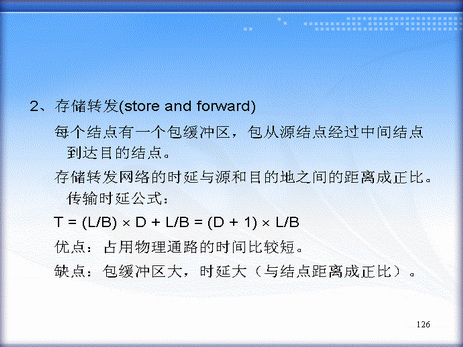 2、存储转发(store and forward)
每个结点有一个包缓冲区，包从源结点经过中间结点
到达目的结点。
存储转发网络的时延与源和目的地之间的距离成正比。
传输时延公式：
T = (L/B) × D + L/B = (D + 1) × L/B
优点：占用物理通路的时间比较短。
缺点：包缓冲区大，时延大（与结点距离成正比）。
126